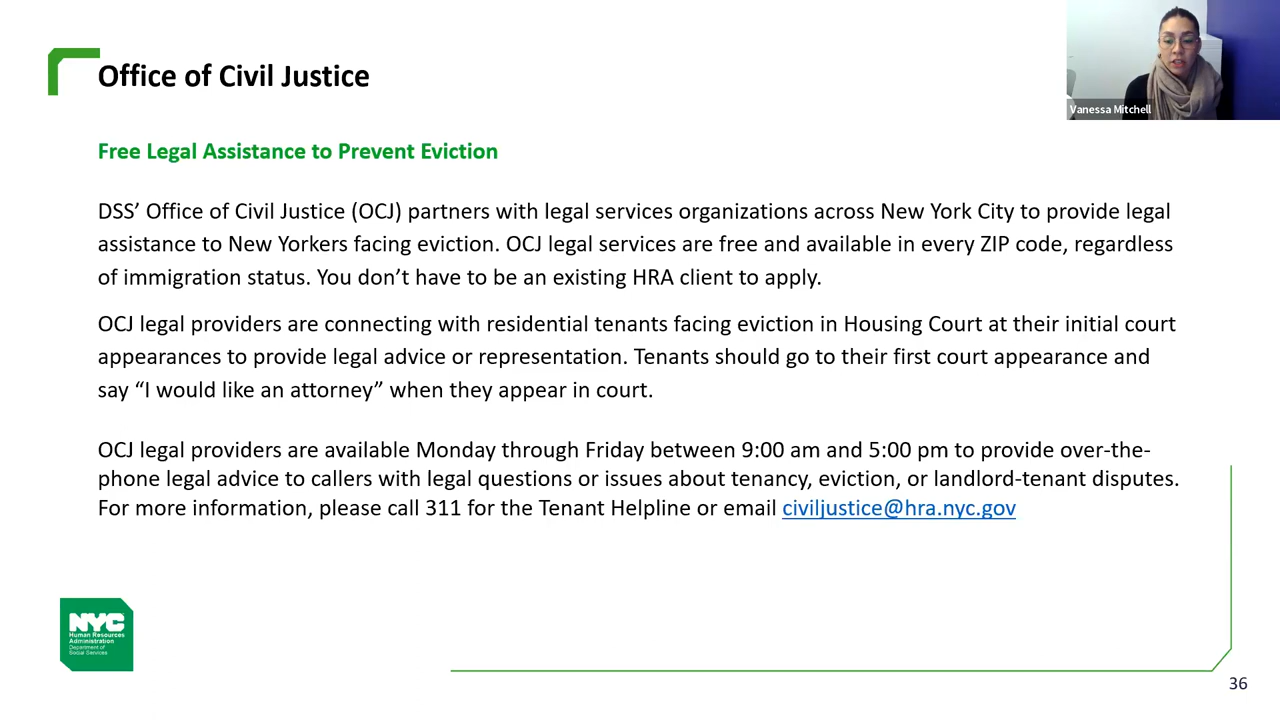 Office of Civil Justice
Vanessa Mitchell
Free Legal Assistance to Prevent Eviction
DSS’ Office of Civil Justice (OCJ) partners with legal services organizations across New York City to provide legal
assistance to New Yorkers facing eviction. OCJ legal services are free and available in every ZIP code, regardless
of immigration status. You don’t have to be an existing HRA client to apply.
OCJ legal providers are connecting with residential tenants facing eviction in Housing Court at their initial court
appearances to provide legal advice or representation. Tenants should go to their first court appearance and
say “I would like an attorney” when they appear in court.
OCJ legal providers are available Monday through Friday between 9:00 am and 5:00 pm to provide over-the-
phone legal advice to callers with legal questions or issues about tenancy, eviction, or landlord-tenant disputes.
For more information, please call 311 for the Tenant Helpline or email civiljustice@hra.nyc.gov
NYC
Human Resources
Administration
Department of
Social Services
36